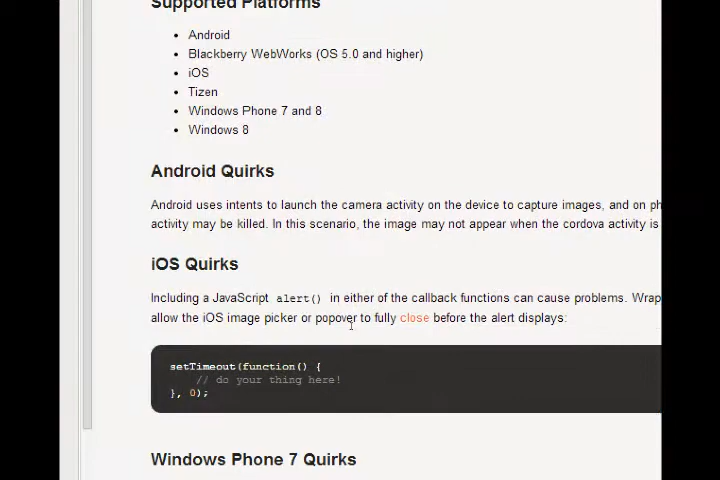 Supported Platforms
Android
Blackberry WebWorks (OS 5.0 and higher)
iOS
Tizen
Windows Phone 7 and 8
Windows 8
Android Quirks
Android uses intents to launch the camera activity on the device to capture images, and on ph
activity may be killed. In this scenario, the image may not appear when the cordova activity is
iOS Quirks
Including a JavaScript alert() in either of the callback functions can cause problems. Wrap
allow the iOS image picker or popover to fully close before the alert displays:
setTimeout(function() {
// do your thing here!
}, 0);
Windows Phone 7 Quirks